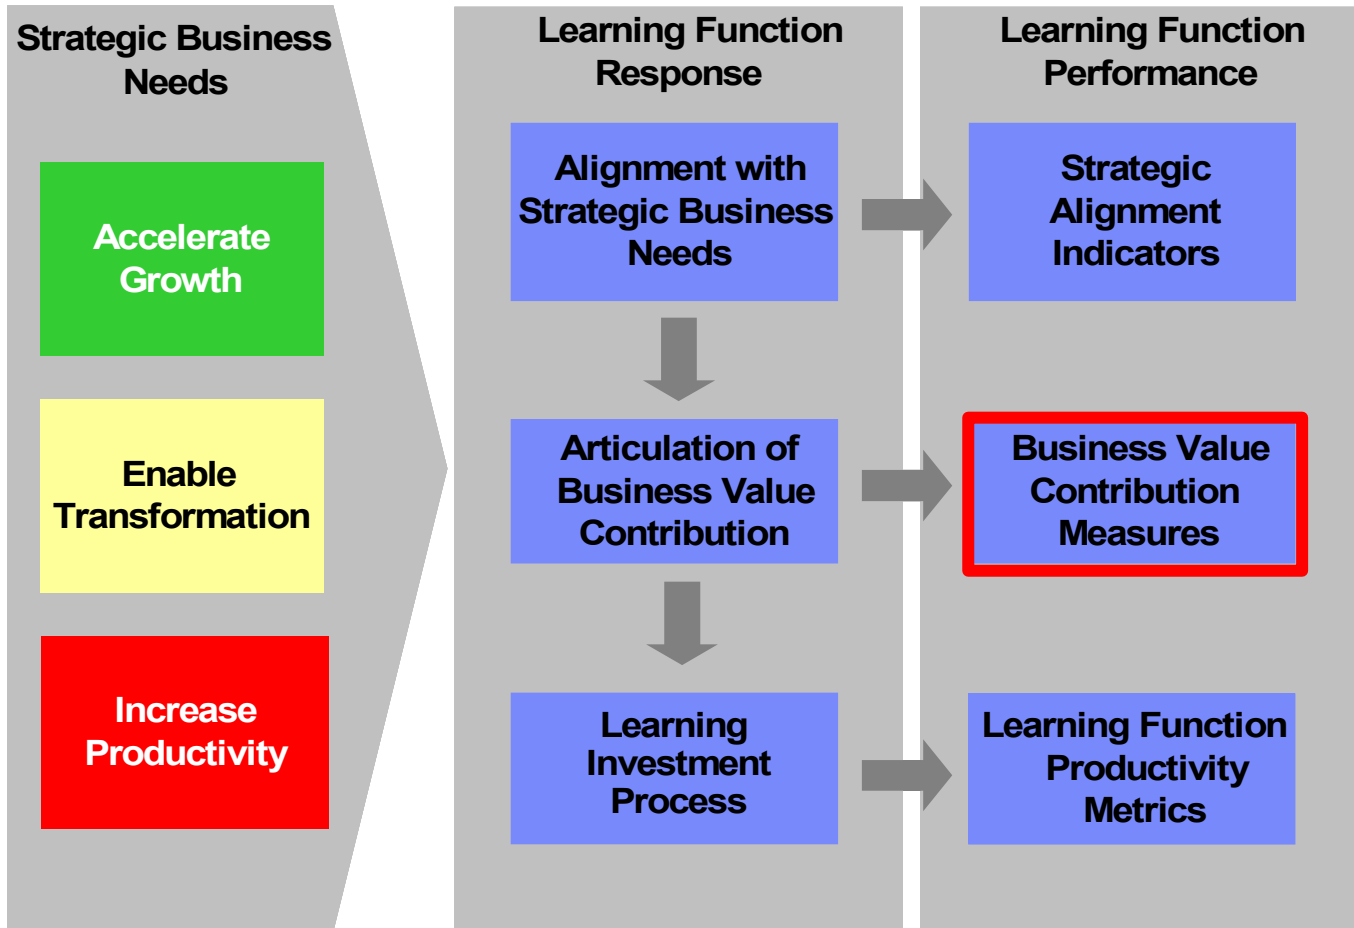 Strategic Business
Needs
Accelerate
Growth
Enable
Transformation
Increase
Productivity
Learning Function
Response
Alignment with
Strategic Business
Needs
Articulation of
Business Value
Contribution
Learning
Investment
Process
Learning Function
Performance
Strategic
Alignment
Indicators
Business Value
Contribution
Measures
Learning Function
Productivity
Metrics